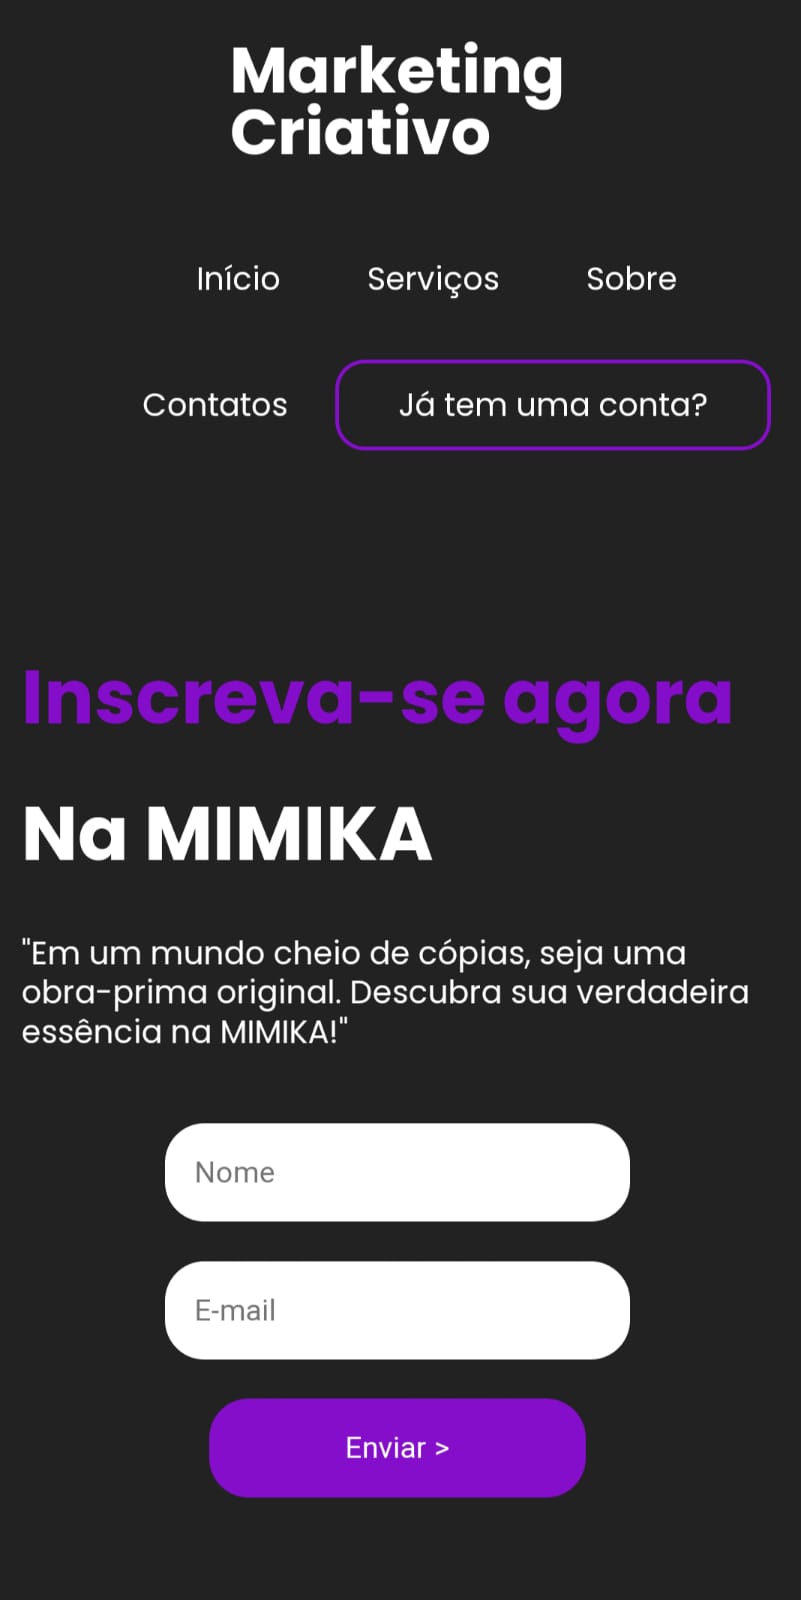 Marketing
Criativo
Início Serviços Sobre
Contatos Já tem uma conta?
Inscreva-se agora
Na MIMIKA
"Em um mundo cheio de cópias, seja uma
obra-prima original. Descubra sua verdadeira
essência na MIMIKA!"
Nome
E-mail
Enviar >